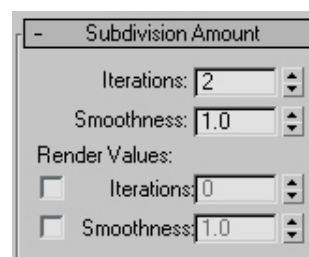 - Subdivision Amount
Iterations: 2
Smoothness: 1.0
Render Values:
Iterations: 0
Smoothness: 1.0